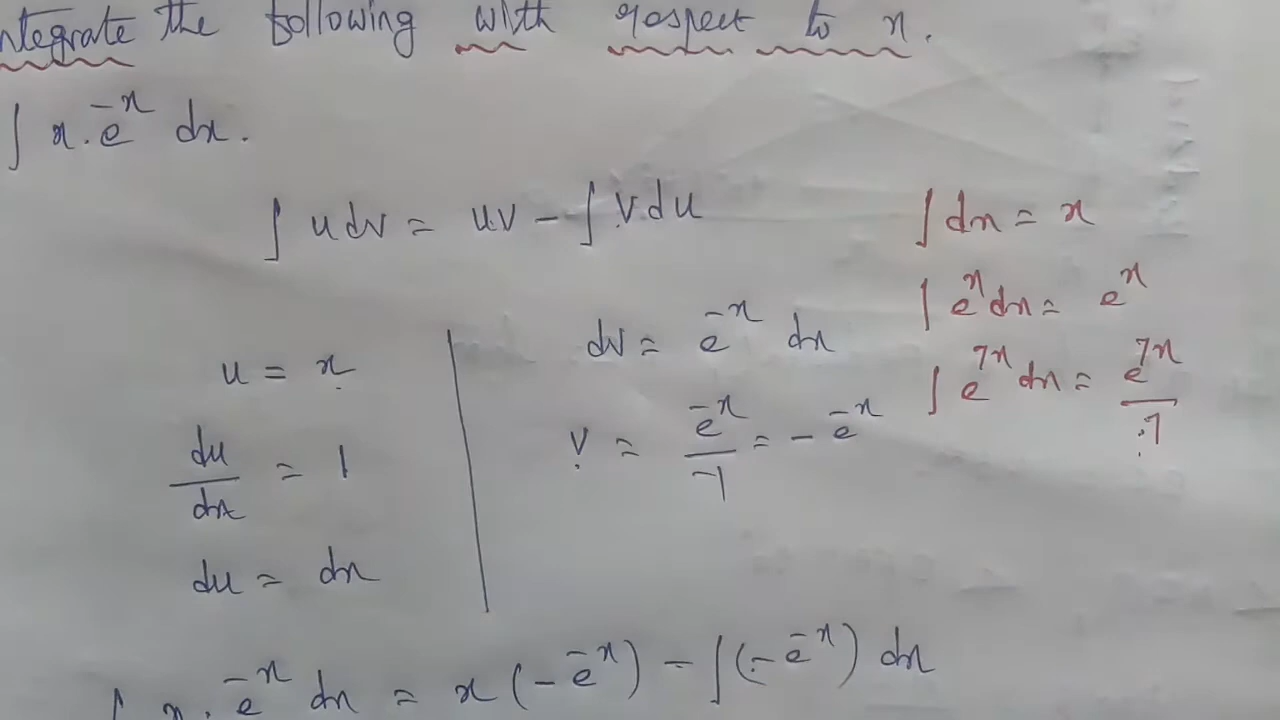 ntegrate the following with respect to x.
∫ x.e^-x dx.
∫ u dv = uv - ∫ v du
∫ dx = x
∫ e^x dx = e^x
dv = e^-x dx
u = x
∫ e^7x dx = e^7x / 7
v = e^-x / -1 = - e^-x
du/dx = 1
du = dx
∫ x. e^-x dx = x (- e^-x) - ∫ (- e^-x) dx